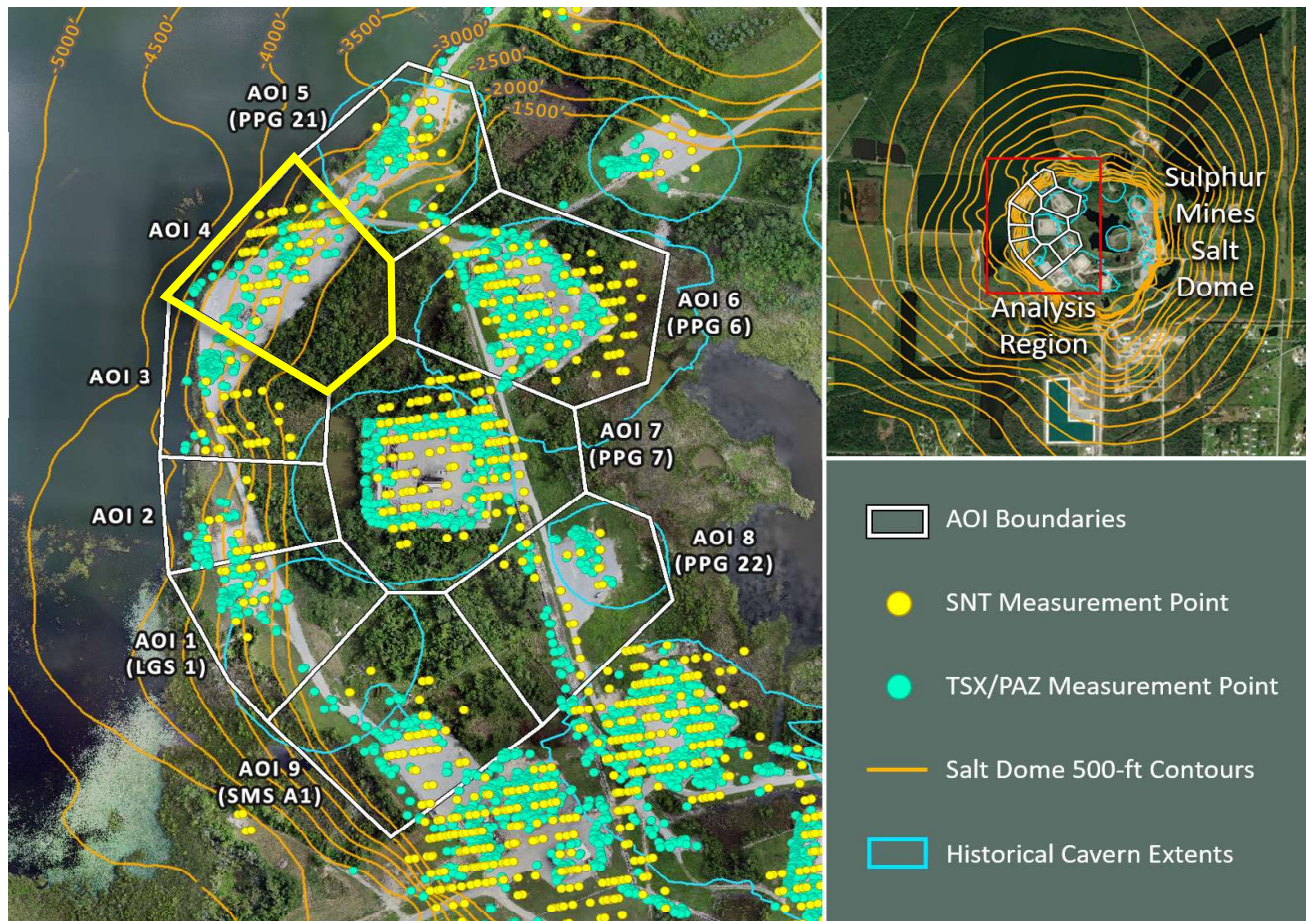 -5000'
-4500'
-4000'
-3500'
-3000'
-2500'
-2000'
-1500'
AOI 5
(PPG 21)
AOI 4
AOI 3
AOI 2
AOI 1
(LGS 1)
AOI 9
(SMS A1)
AOI 6
(PPG 6)
AOI 7
(PPG 7)
AOI 8
(PPG 22)
Sulphur
Mines
Salt
Dome
Analysis
Region
AOI Boundaries
SNT Measurement Point
TSX/PAZ Measurement Point
Salt Dome 500-ft Contours
Historical Cavern Extents